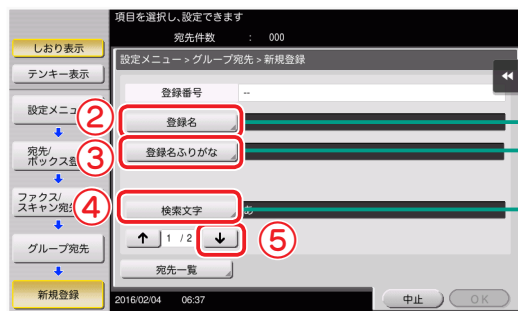 項目を選択し､設定できます
宛先件数 : 000
しおり表示
テンキー表示
設定メニュー > グループ宛先 > 新規登録
登録番号 --
設定メニュ
② 登録名
宛先/
ボックス登
③ 登録名ふりがな
ファクス/
スキャン宛
④ 検索文字
↑ 1 / 2 ↓ ⑤
グループ宛先
宛先一覧
新規登録
2016/02/04 06:37
中止 OK